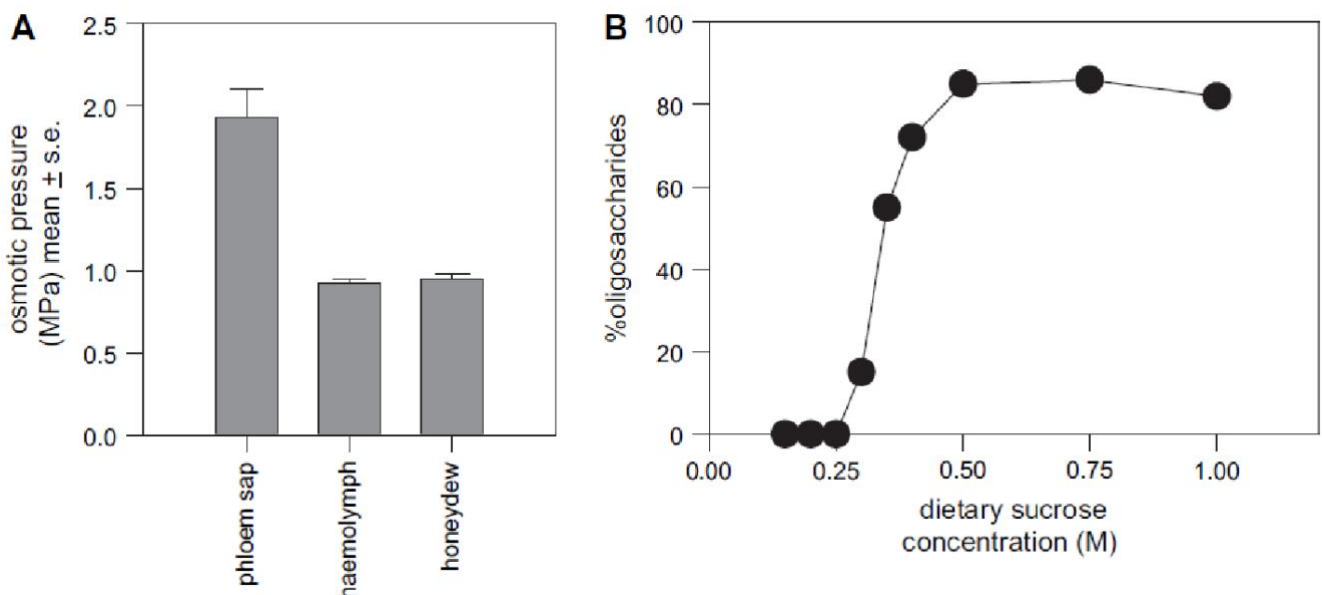 A
2.5
2.0
1.5
1.0
0.5
0.0
osmotic pressure
(MPa) mean ± s.e.
phloem sap
haemolymph
honeydew
B
100
80
60
40
20
0
%oligosaccharides
0.00 0.25 0.50 0.75 1.00
dietary sucrose
concentration (M)